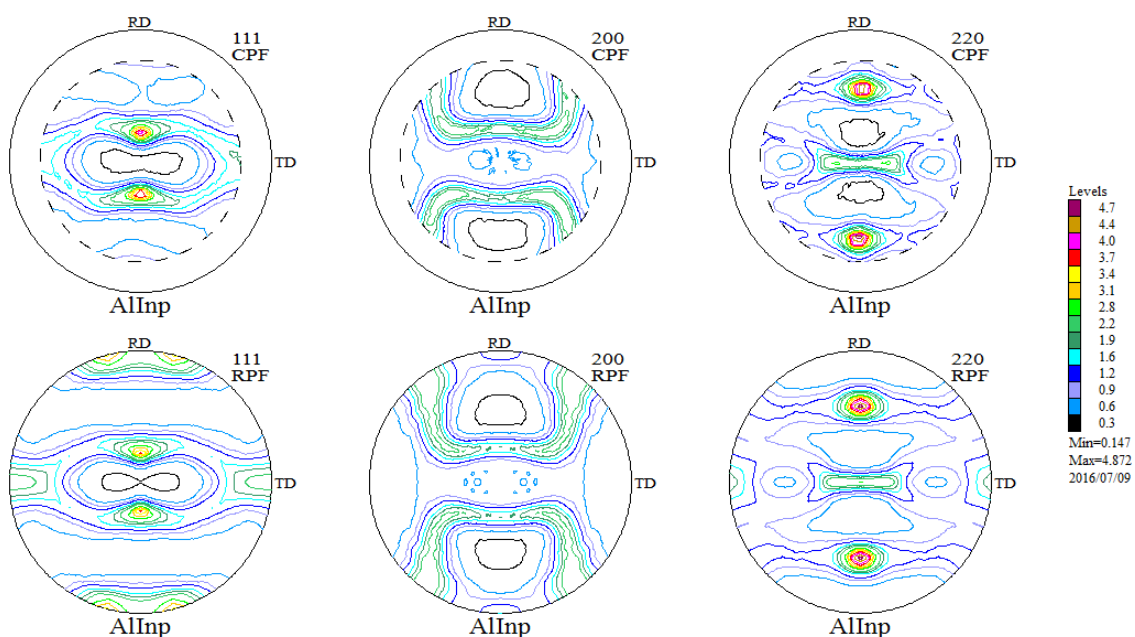 RD
111
CPF
TD
AlInp
RD
200
CPF
TD
AlInp
RD
220
CPF
TD
AlInp
Levels
4.7
4.4
4.0
3.7
3.4
3.1
2.8
2.2
1.9
1.6
1.2
0.9
0.6
0.3
Min=0.147
Max=4.872
2016/07/09
RD
111
RPF
TD
AlInp
RD
200
RPF
TD
AlInp
RD
220
RPF
TD
AlInp